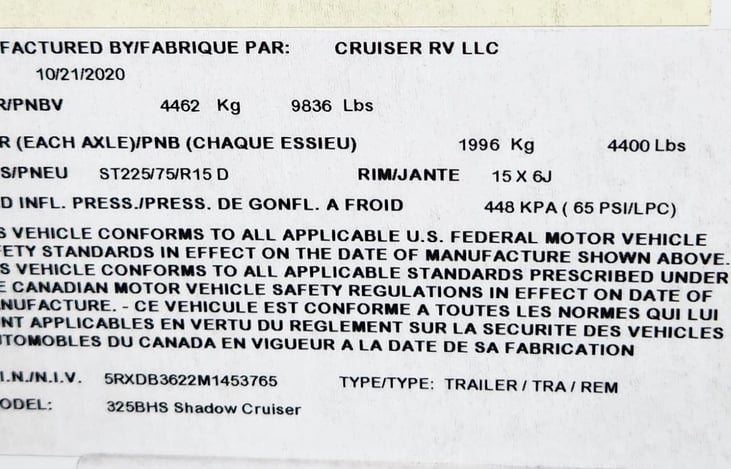 FACTURED BY/FABRIQUE PAR: CRUISER RV LLC
10/21/2020
R/PNBV 4462 Kg 9836 Lbs
R (EACH AXLE)/PNB (CHAQUE ESSIEU) 1996 Kg 4400 Lbs
S/PNEU ST225/75/R15 D RIM/JANTE 15 X 6J
D INFL. PRESS./PRESS. DE GONFL. A FROID 448 KPA ( 65 PSI/LPC)
S VEHICLE CONFORMS TO ALL APPLICABLE U.S. FEDERAL MOTOR VEHICLE
FETY STANDARDS IN EFFECT ON THE DATE OF MANUFACTURE SHOWN ABOVE.
S VEHICLE CONFORMS TO ALL APPLICABLE STANDARDS PRESCRIBED UNDER
E CANADIAN MOTOR VEHICLE SAFETY REGULATIONS IN EFFECT ON DATE OF
NUFACTURE. - CE VEHICULE EST CONFORME A TOUTES LES NORMES QUI LUI
NT APPLICABLES EN VERTU DU REGLEMENT SUR LA SECURITE DES VEHICLES
TOMOBLES DU CANADA EN VIGUEUR A LA DATE DE SA FABRICATION
I.N./N.I.V. 5RXDB3622M1453765 TYPE/TYPE: TRAILER / TRA / REM
ODEL: 325BHS Shadow Cruiser